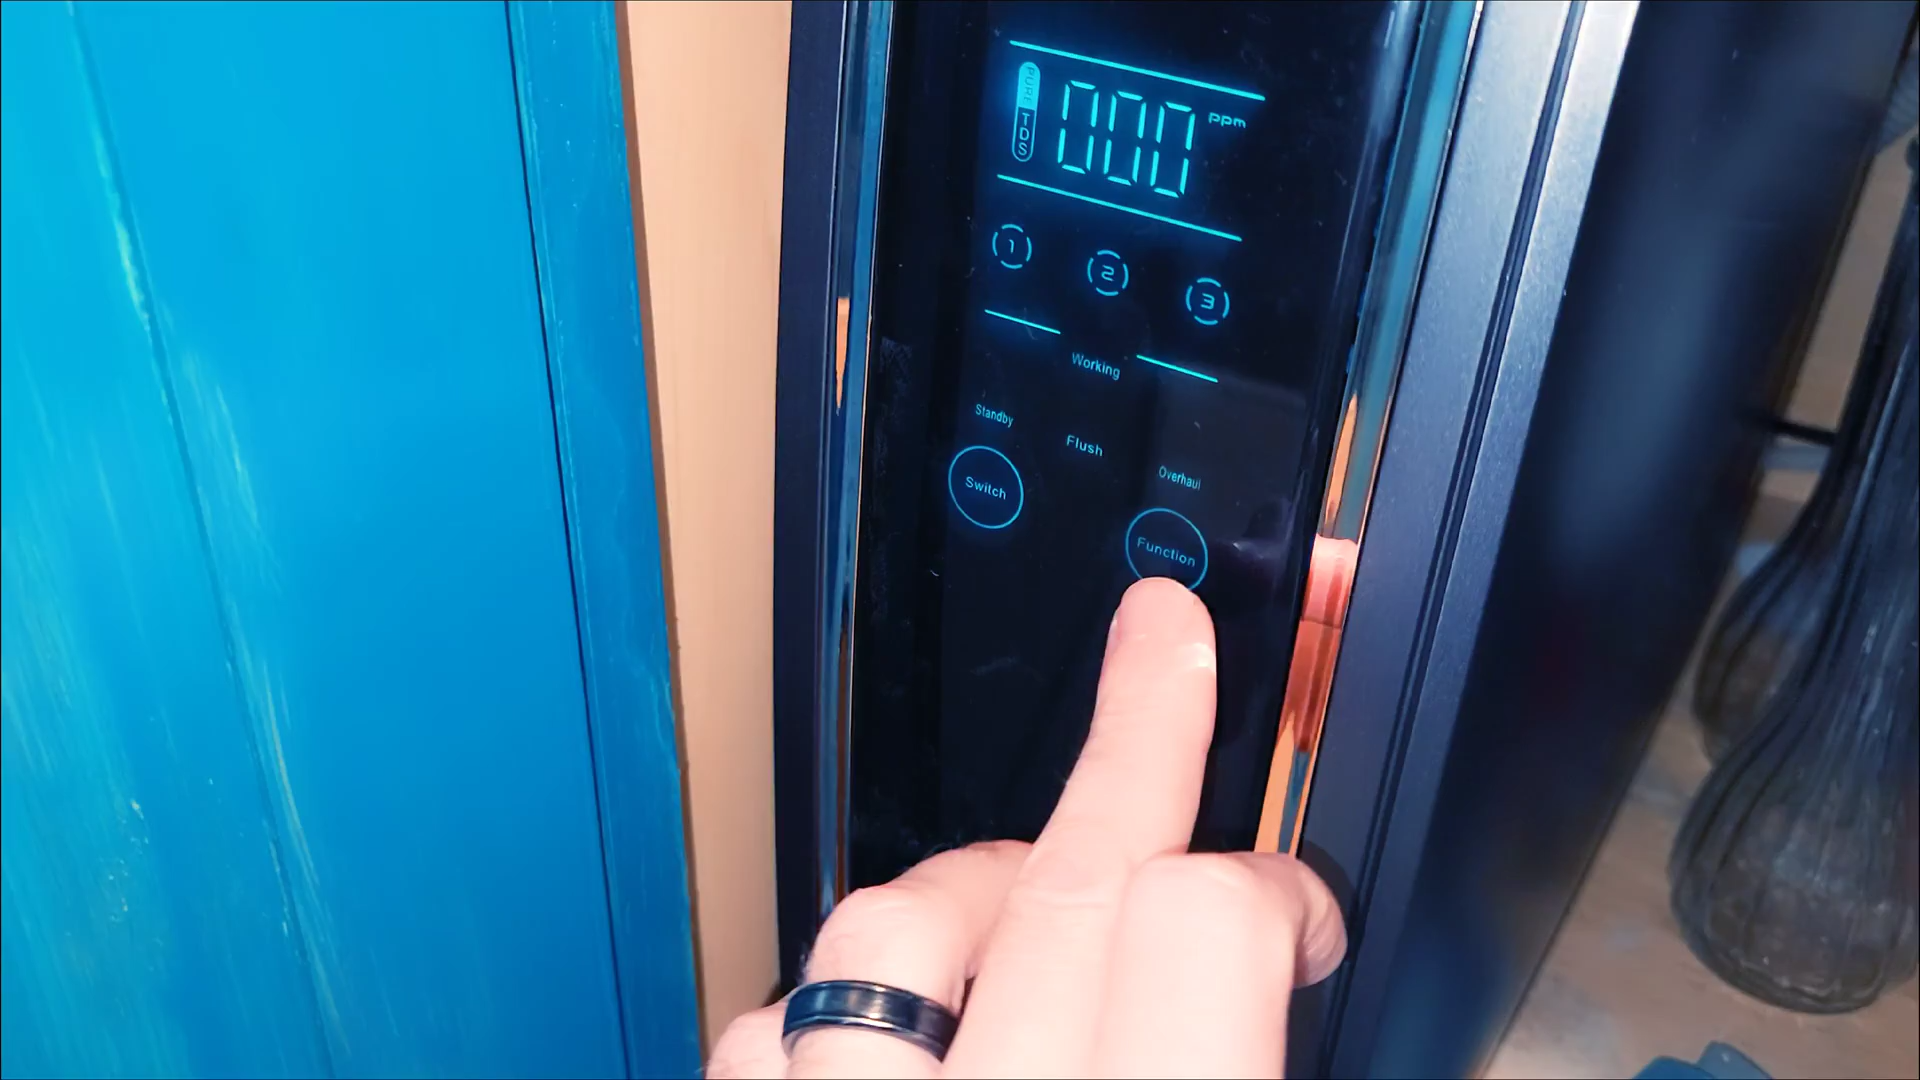 PURE TDS
000 ppm
1
2
3
Working
Standby
Flush
Overhaul
Switch
Function